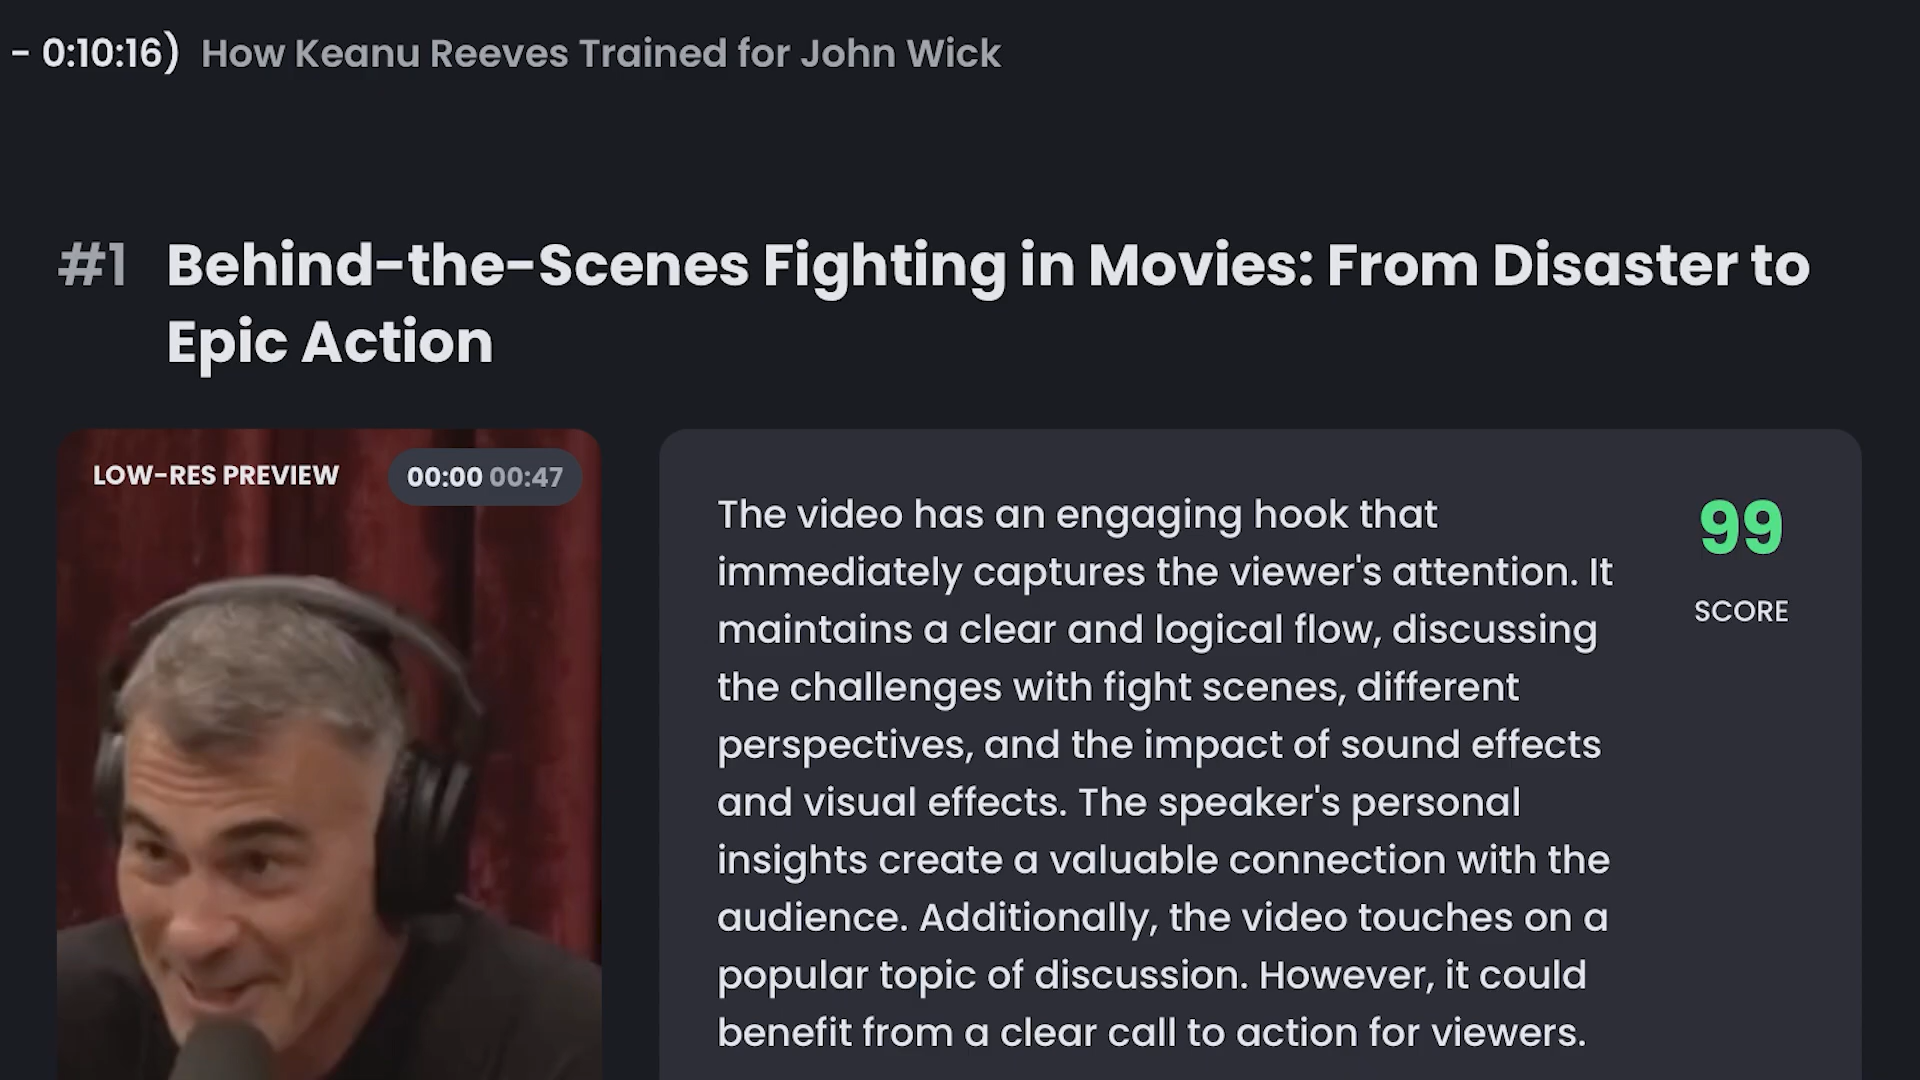 - 0:10:16) How Keanu Reeves Trained for John Wick
#1 Behind-the-Scenes Fighting in Movies: From Disaster to
Epic Action
LOW-RES PREVIEW 00:00 00:47
The video has an engaging hook that
immediately captures the viewer's attention. It
maintains a clear and logical flow, discussing
the challenges with fight scenes, different
perspectives, and the impact of sound effects
and visual effects. The speaker's personal
insights create a valuable connection with the
audience. Additionally, the video touches on a
popular topic of discussion. However, it could
benefit from a clear call to action for viewers.
99
SCORE